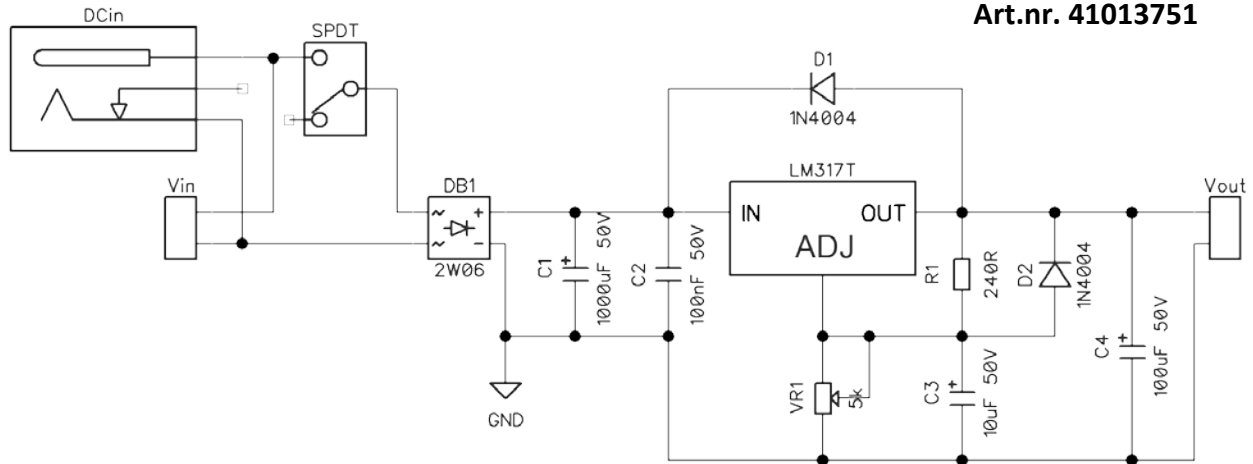 Art.nr. 41013751
DCin
SPDT
D1
1N4004
Vin
DB1
~ +
~ -
2W06
C1
+
1000uF 50V
C2
100nF 50V
LM317T
IN OUT
ADJ
R1
240R
D2
1N4004
Vout
GND
VR1
5k
C3
+
10uF 50V
C4
+
100uF 50V